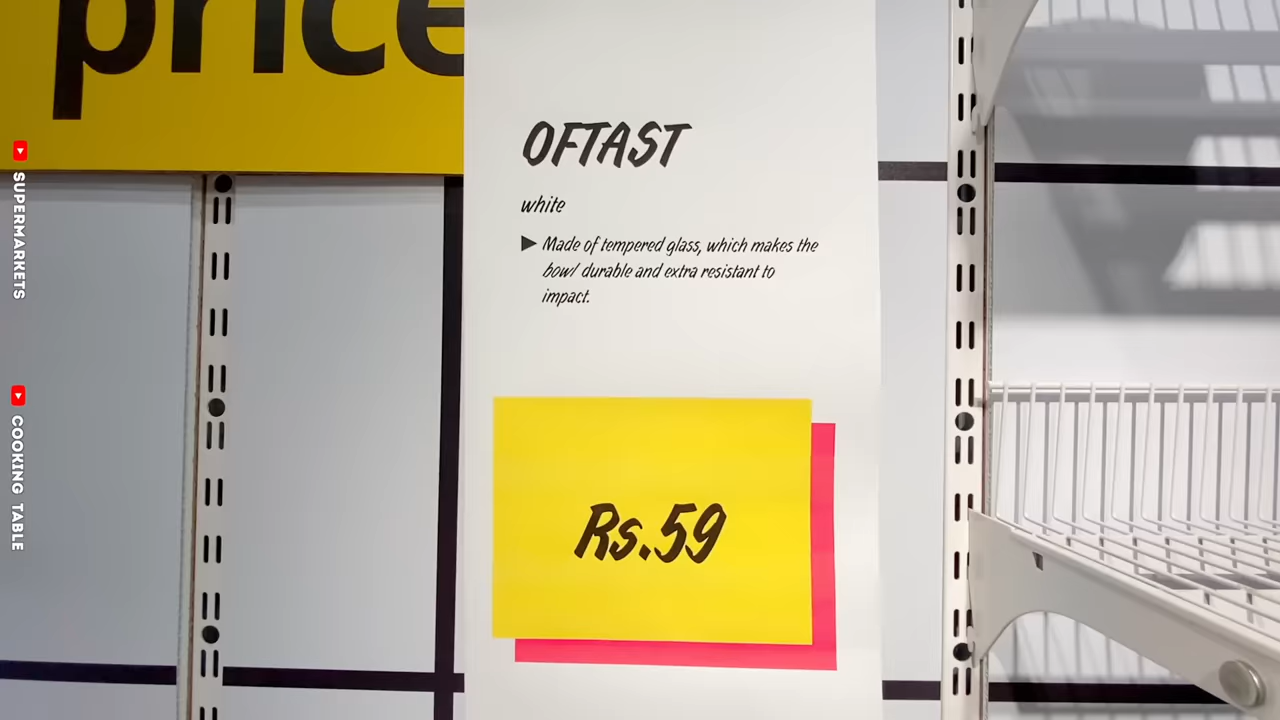 price
OFTAST
white
▶ Made of tempered glass, which makes the
bowl durable and extra resistant to
impact.
Rs.59
SUPERMARKETS
COOKING TABLE